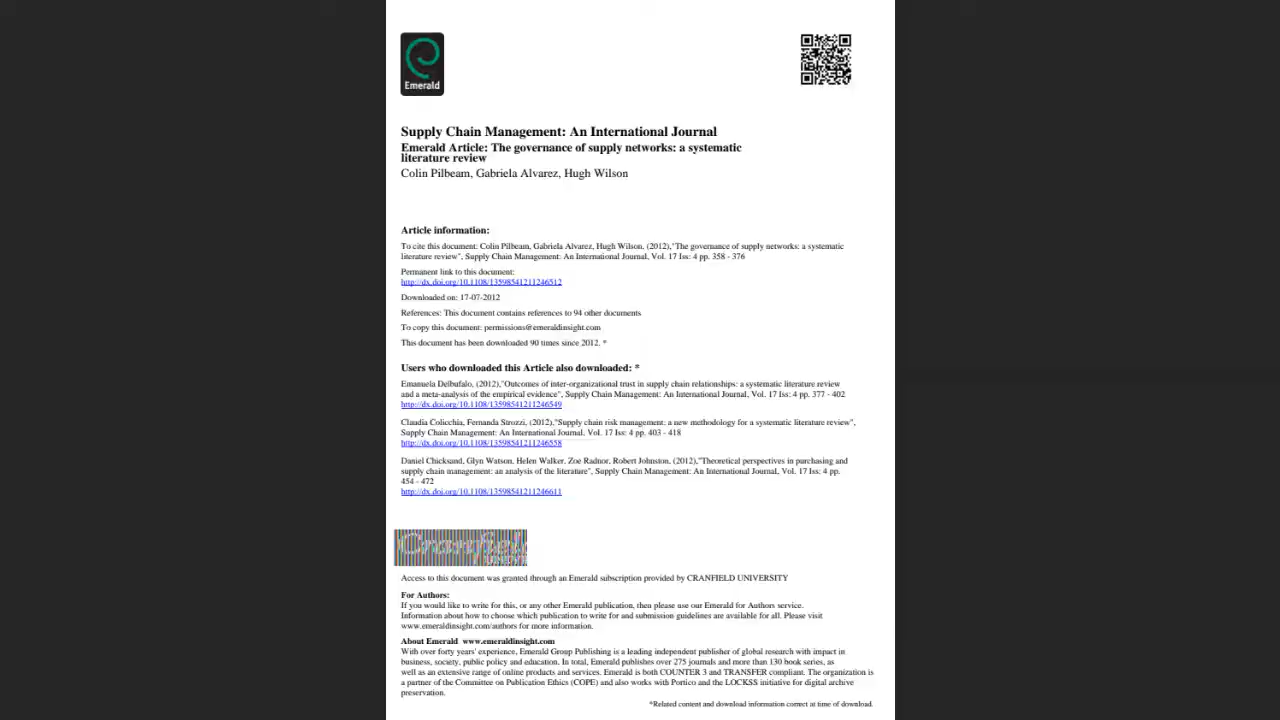 Emerald
Supply Chain Management: An International Journal
Emerald Article: The governance of supply networks: a systematic
literature review
Colin Pilbeam, Gabriela Alvarez, Hugh Wilson
Article information:
To cite this document: Colin Pilbeam, Gabriela Alvarez, Hugh Wilson, (2012),"The governance of supply networks: a systematic
literature review", Supply Chain Management: An International Journal, Vol. 17 Iss: 4 pp. 358 - 376
Permanent link to this document:
http://dx.doi.org/10.1108/13598541211246512
Downloaded on: 17-07-2012
References: This document contains references to 94 other documents
To copy this document: permissions@emeraldinsight.com
This document has been downloaded 90 times since 2012. *
Users who downloaded this Article also downloaded: *
Emanuela Delbufalo, (2012),"Outcomes of inter-organizational trust in supply chain relationships: a systematic literature review
and a meta-analysis of the empirical evidence", Supply Chain Management: An International Journal, Vol. 17 Iss: 4 pp. 377 - 402
http://dx.doi.org/10.1108/13598541211246549
Claudia Colicchia, Fernanda Strozzi, (2012),"Supply chain risk management: a new methodology for a systematic literature review",
Supply Chain Management: An International Journal, Vol. 17 Iss: 4 pp. 403 - 418
http://dx.doi.org/10.1108/13598541211246558
Daniel Chicksand, Glyn Watson, Helen Walker, Zoe Radnor, Robert Johnston, (2012),"Theoretical perspectives in purchasing and
supply chain management: an analysis of the literature", Supply Chain Management: An International Journal, Vol. 17 Iss: 4 pp.
454 - 472
http://dx.doi.org/10.1108/13598541211246611
Cranfield
Access to this document was granted through an Emerald subscription provided by CRANFIELD UNIVERSITY
For Authors:
If you would like to write for this, or any other Emerald publication, then please use our Emerald for Authors service.
Information about how to choose which publication to write for and submission guidelines are available for all. Please visit
www.emeraldinsight.com/authors for more information.
About Emerald www.emeraldinsight.com
With over forty years' experience, Emerald Group Publishing is a leading independent publisher of global research with impact in
business, society, public policy and education. In total, Emerald publishes over 275 journals and more than 130 book series, as
well as an extensive range of online products and services. Emerald is both COUNTER 3 and TRANSFER compliant. The organization is
a partner of the Committee on Publication Ethics (COPE) and also works with Portico and the LOCKSS initiative for digital archive
preservation.
*Related content and download information correct at time of download.